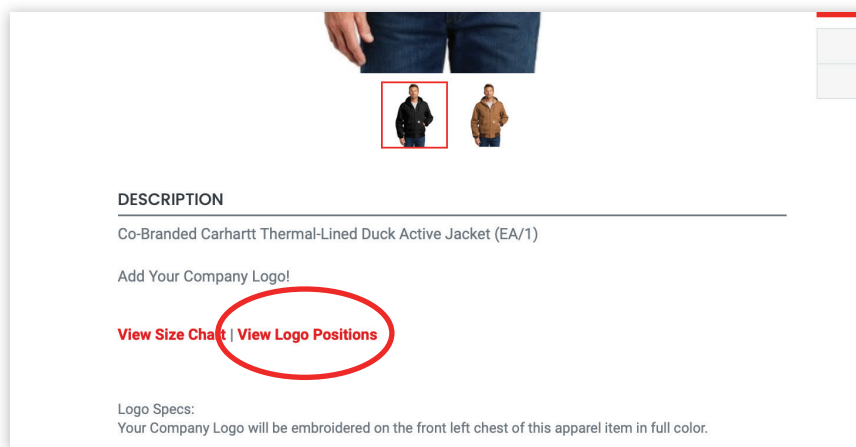 DESCRIPTION
Co-Branded Carhartt Thermal-Lined Duck Active Jacket (EA/1)
Add Your Company Logo!
View Size Chart | View Logo Positions
Logo Specs:
Your Company Logo will be embroidered on the front left chest of this apparel item in full color.